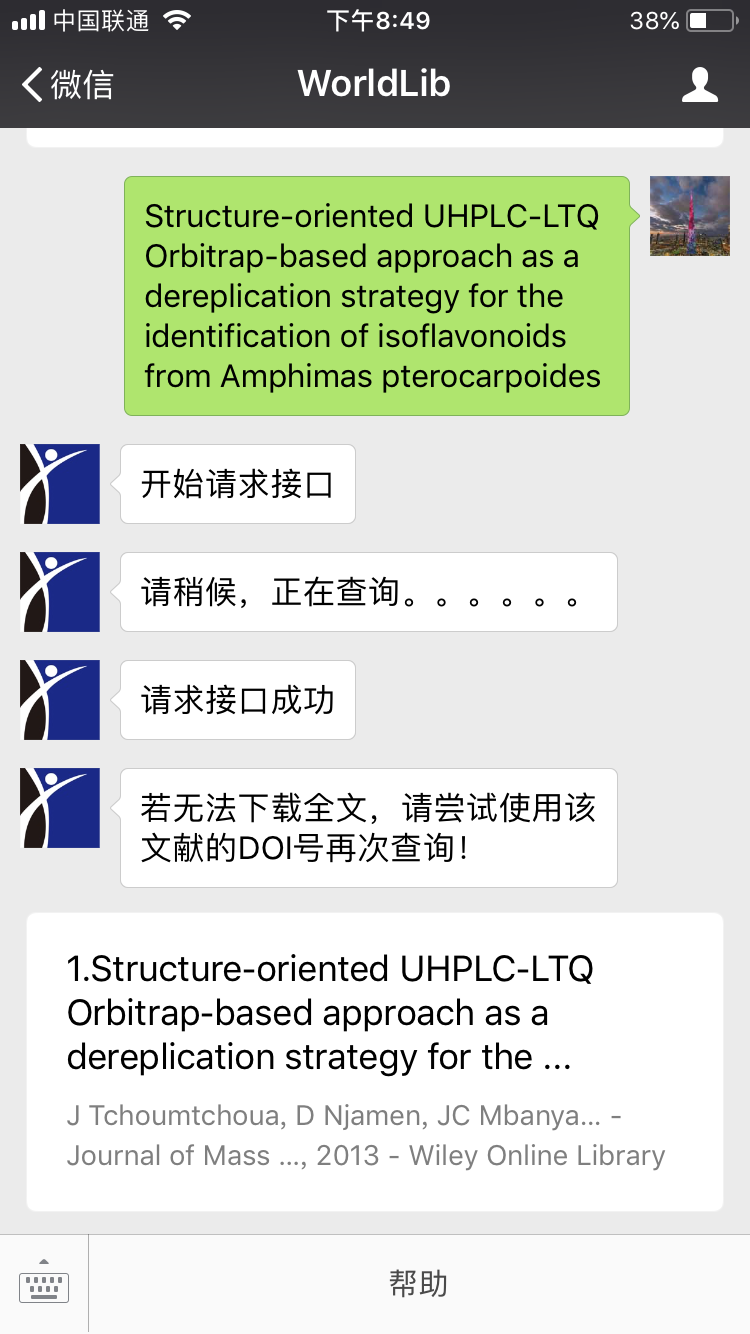 中国联通 下午8:49 38%
微信 WorldLib
Structure-oriented UHPLC-LTQ
Orbitrap-based approach as a
dereplication strategy for the
identification of isoflavonoids
from Amphimas pterocarpoides
开始请求接口
请稍候，正在查询。。。。。。
请求接口成功
若无法下载全文，请尝试使用该
文献的DOI号再次查询！
1.Structure-oriented UHPLC-LTQ
Orbitrap-based approach as a
dereplication strategy for the ...
J Tchoumtchoua, D Njamen, JC Mbanya... -
Journal of Mass ..., 2013 - Wiley Online Library
帮助